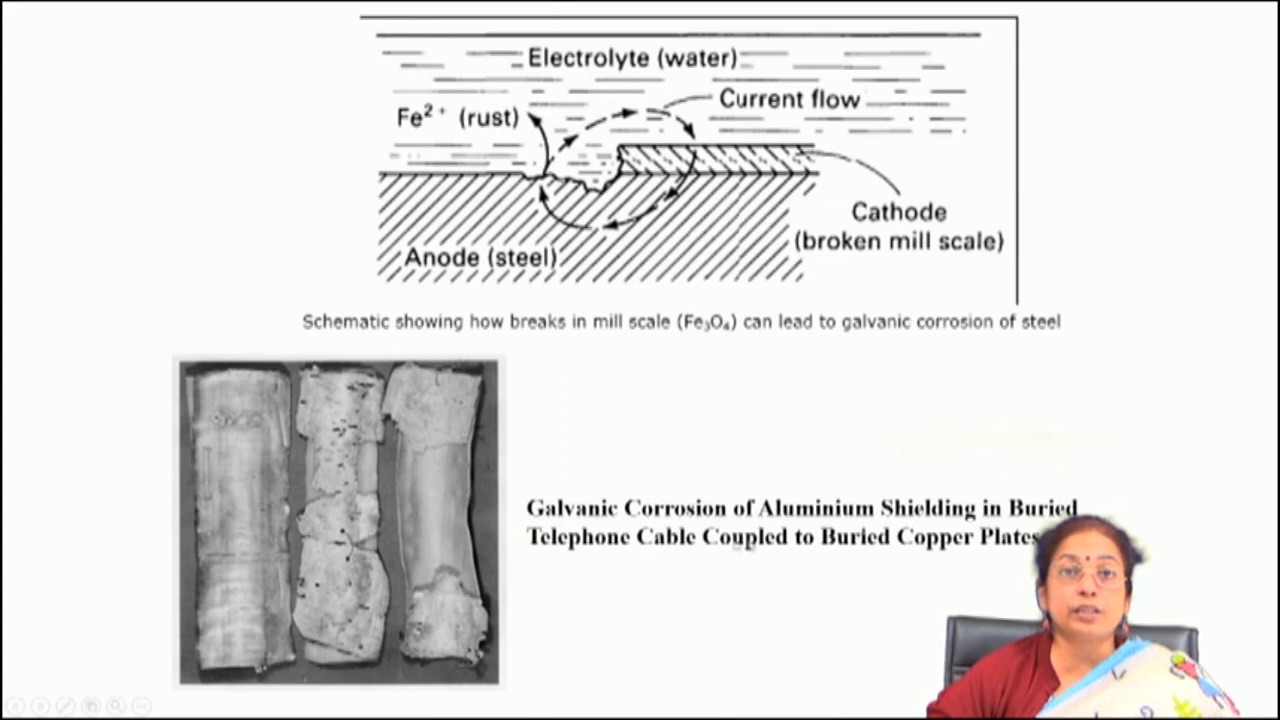 Electrolyte (water)
Current flow
Fe²⁺ (rust)
Cathode
(broken mill scale)
Anode (steel)
Schematic showing how breaks in mill scale (Fe₃O₄) can lead to galvanic corrosion of steel
Galvanic Corrosion of Aluminium Shielding in Buried
Telephone Cable Coupled to Buried Copper Plates